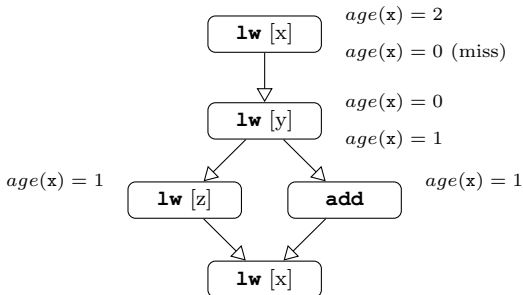 age(x) = 2
lw [x]
age(x) = 0 (miss)
age(x) = 0
lw [y]
age(x) = 1
age(x) = 1
lw [z]
add
age(x) = 1
lw [x]